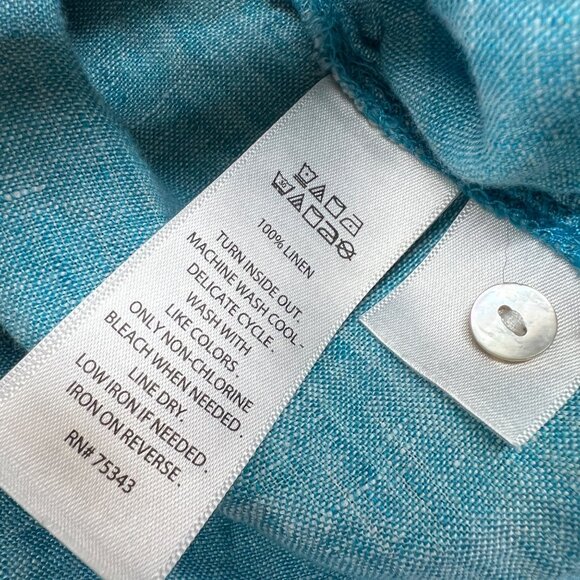 30
100% LINEN
TURN INSIDE OUT.
MACHINE WASH COOL -
DELICATE CYCLE .
WASH WITH
LIKE COLORS
ONLY NON-CHLORINE
BLEACH WHEN NEEDED .
LINE DRY.
LOW IRON IF NEEDED .
IRON ON REVERSE .
RN# 75343